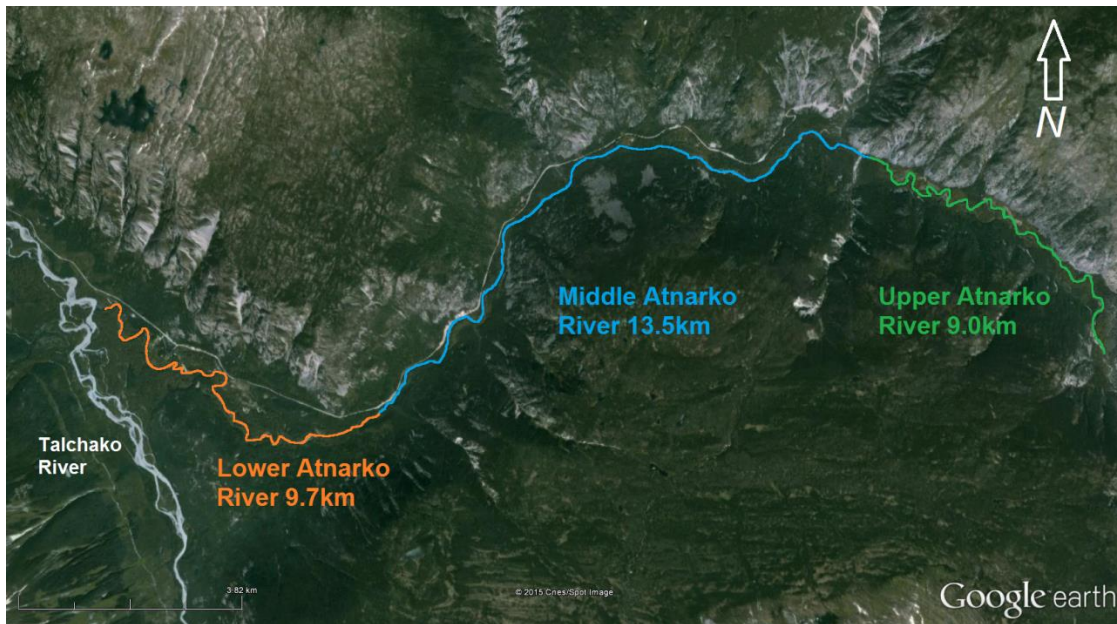 N
Middle Atnarko
River 13.5km
Upper Atnarko
River 9.0km
Talchako
River
Lower Atnarko
River 9.7km
3.82 km
© 2015 Cnes/Spot Image
Google earth